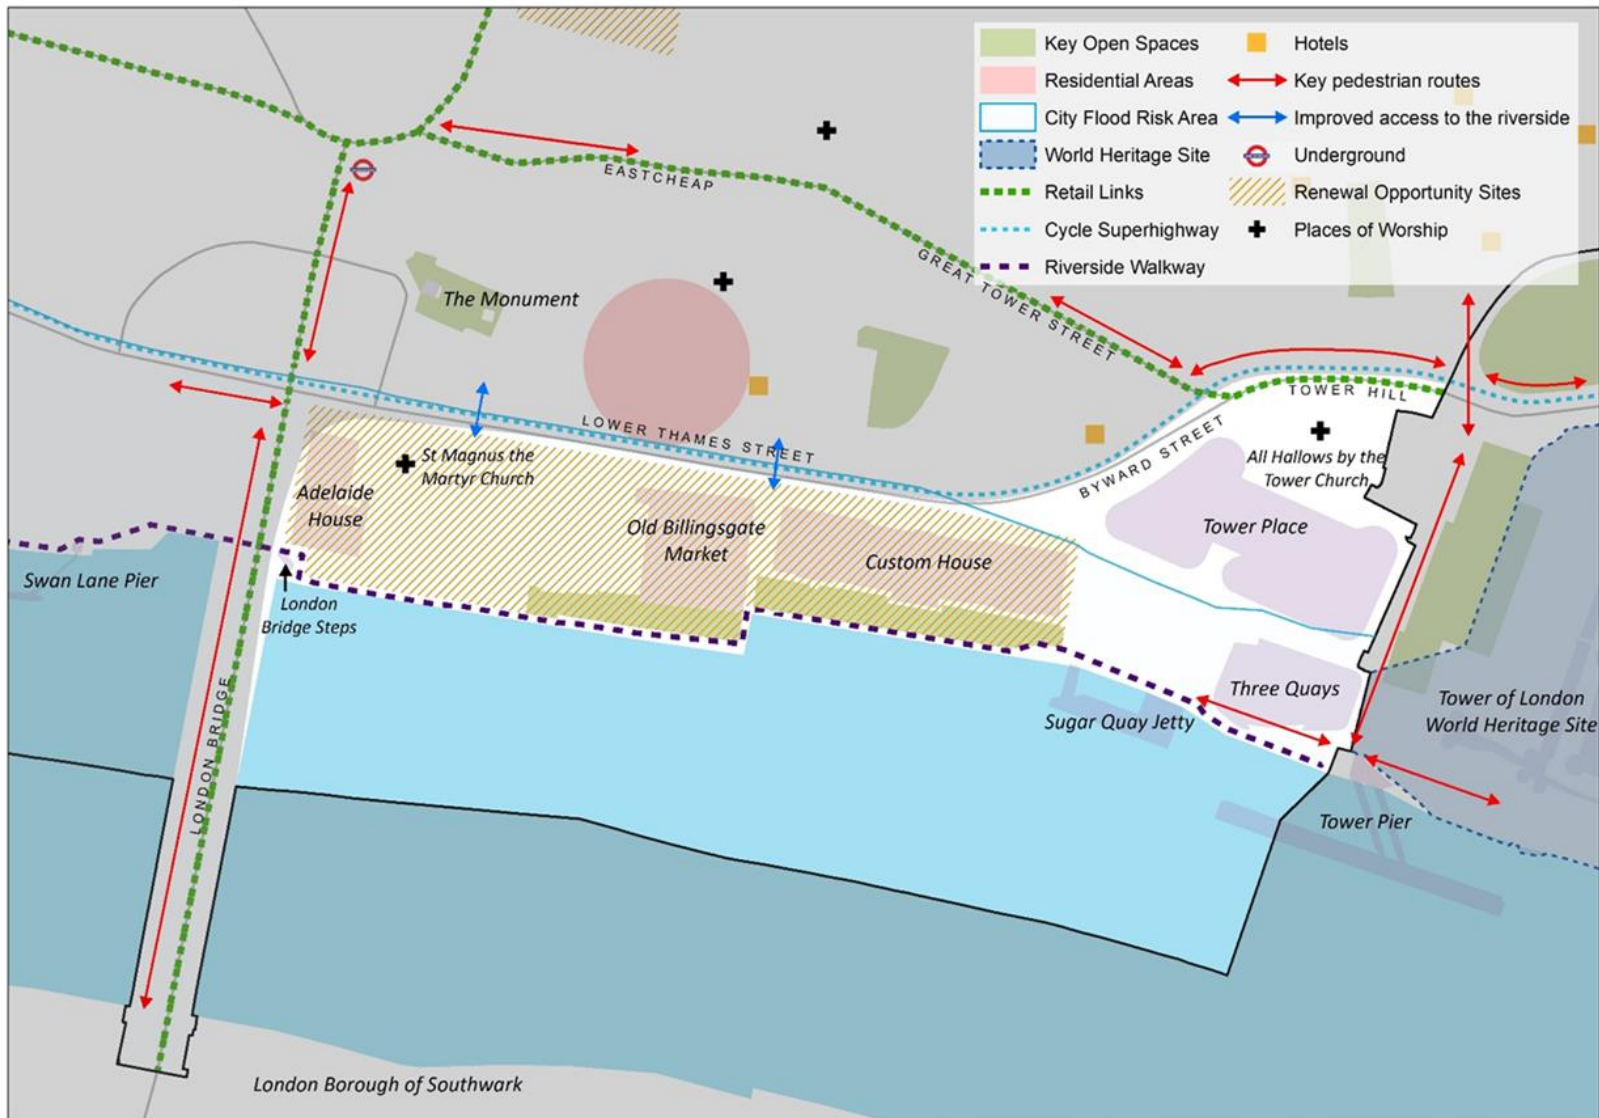 Key Open Spaces
Hotels
Residential Areas
Key pedestrian routes
City Flood Risk Area
Improved access to the riverside
World Heritage Site
Underground
Retail Links
Renewal Opportunity Sites
Cycle Superhighway
Places of Worship
Riverside Walkway
EASTCHEAP
GREAT TOWER STREET
The Monument
TOWER HILL
LOWER THAMES STREET
BYWARD STREET
St Magnus the
Martyr Church
All Hallows by the
Tower Church
Adelaide
House
Old Billingsgate
Market
Custom House
Tower Place
Swan Lane Pier
London
Bridge Steps
LONDON BRIDGE
Three Quays
Sugar Quay Jetty
Tower of London
World Heritage Site
Tower Pier
London Borough of Southwark